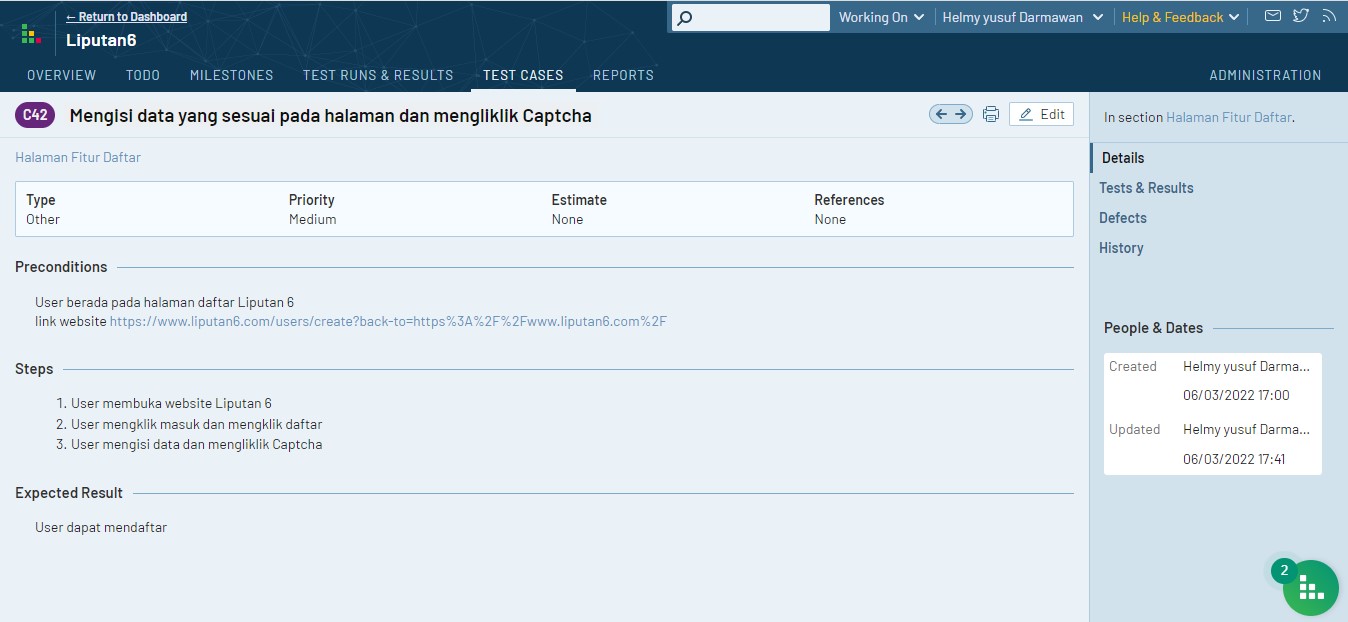 ← Return to Dashboard
Liputan6
Working On
Helmy yusuf Darmawan
Help & Feedback
OVERVIEW TODO MILESTONES TEST RUNS & RESULTS TEST CASES REPORTS ADMINISTRATION
C42 Mengisi data yang sesuai pada halaman dan mengliklik Captcha
Edit
Halaman Fitur Daftar
Type Priority Estimate References
Other Medium None None
Preconditions
User berada pada halaman daftar Liputan 6
link website https://www.liputan6.com/users/create?back-to=https%3A%2F%2Fwww.liputan6.com%2F
Steps
1. User membuka website Liputan 6
2. User mengklik masuk dan mengklik daftar
3. User mengisi data dan mengliklik Captcha
Expected Result
User dapat mendaftar
In section Halaman Fitur Daftar.
Details
Tests & Results
Defects
History
People & Dates
Created Helmy yusuf Darma...
06/03/2022 17:00
Updated Helmy yusuf Darma...
06/03/2022 17:41
2